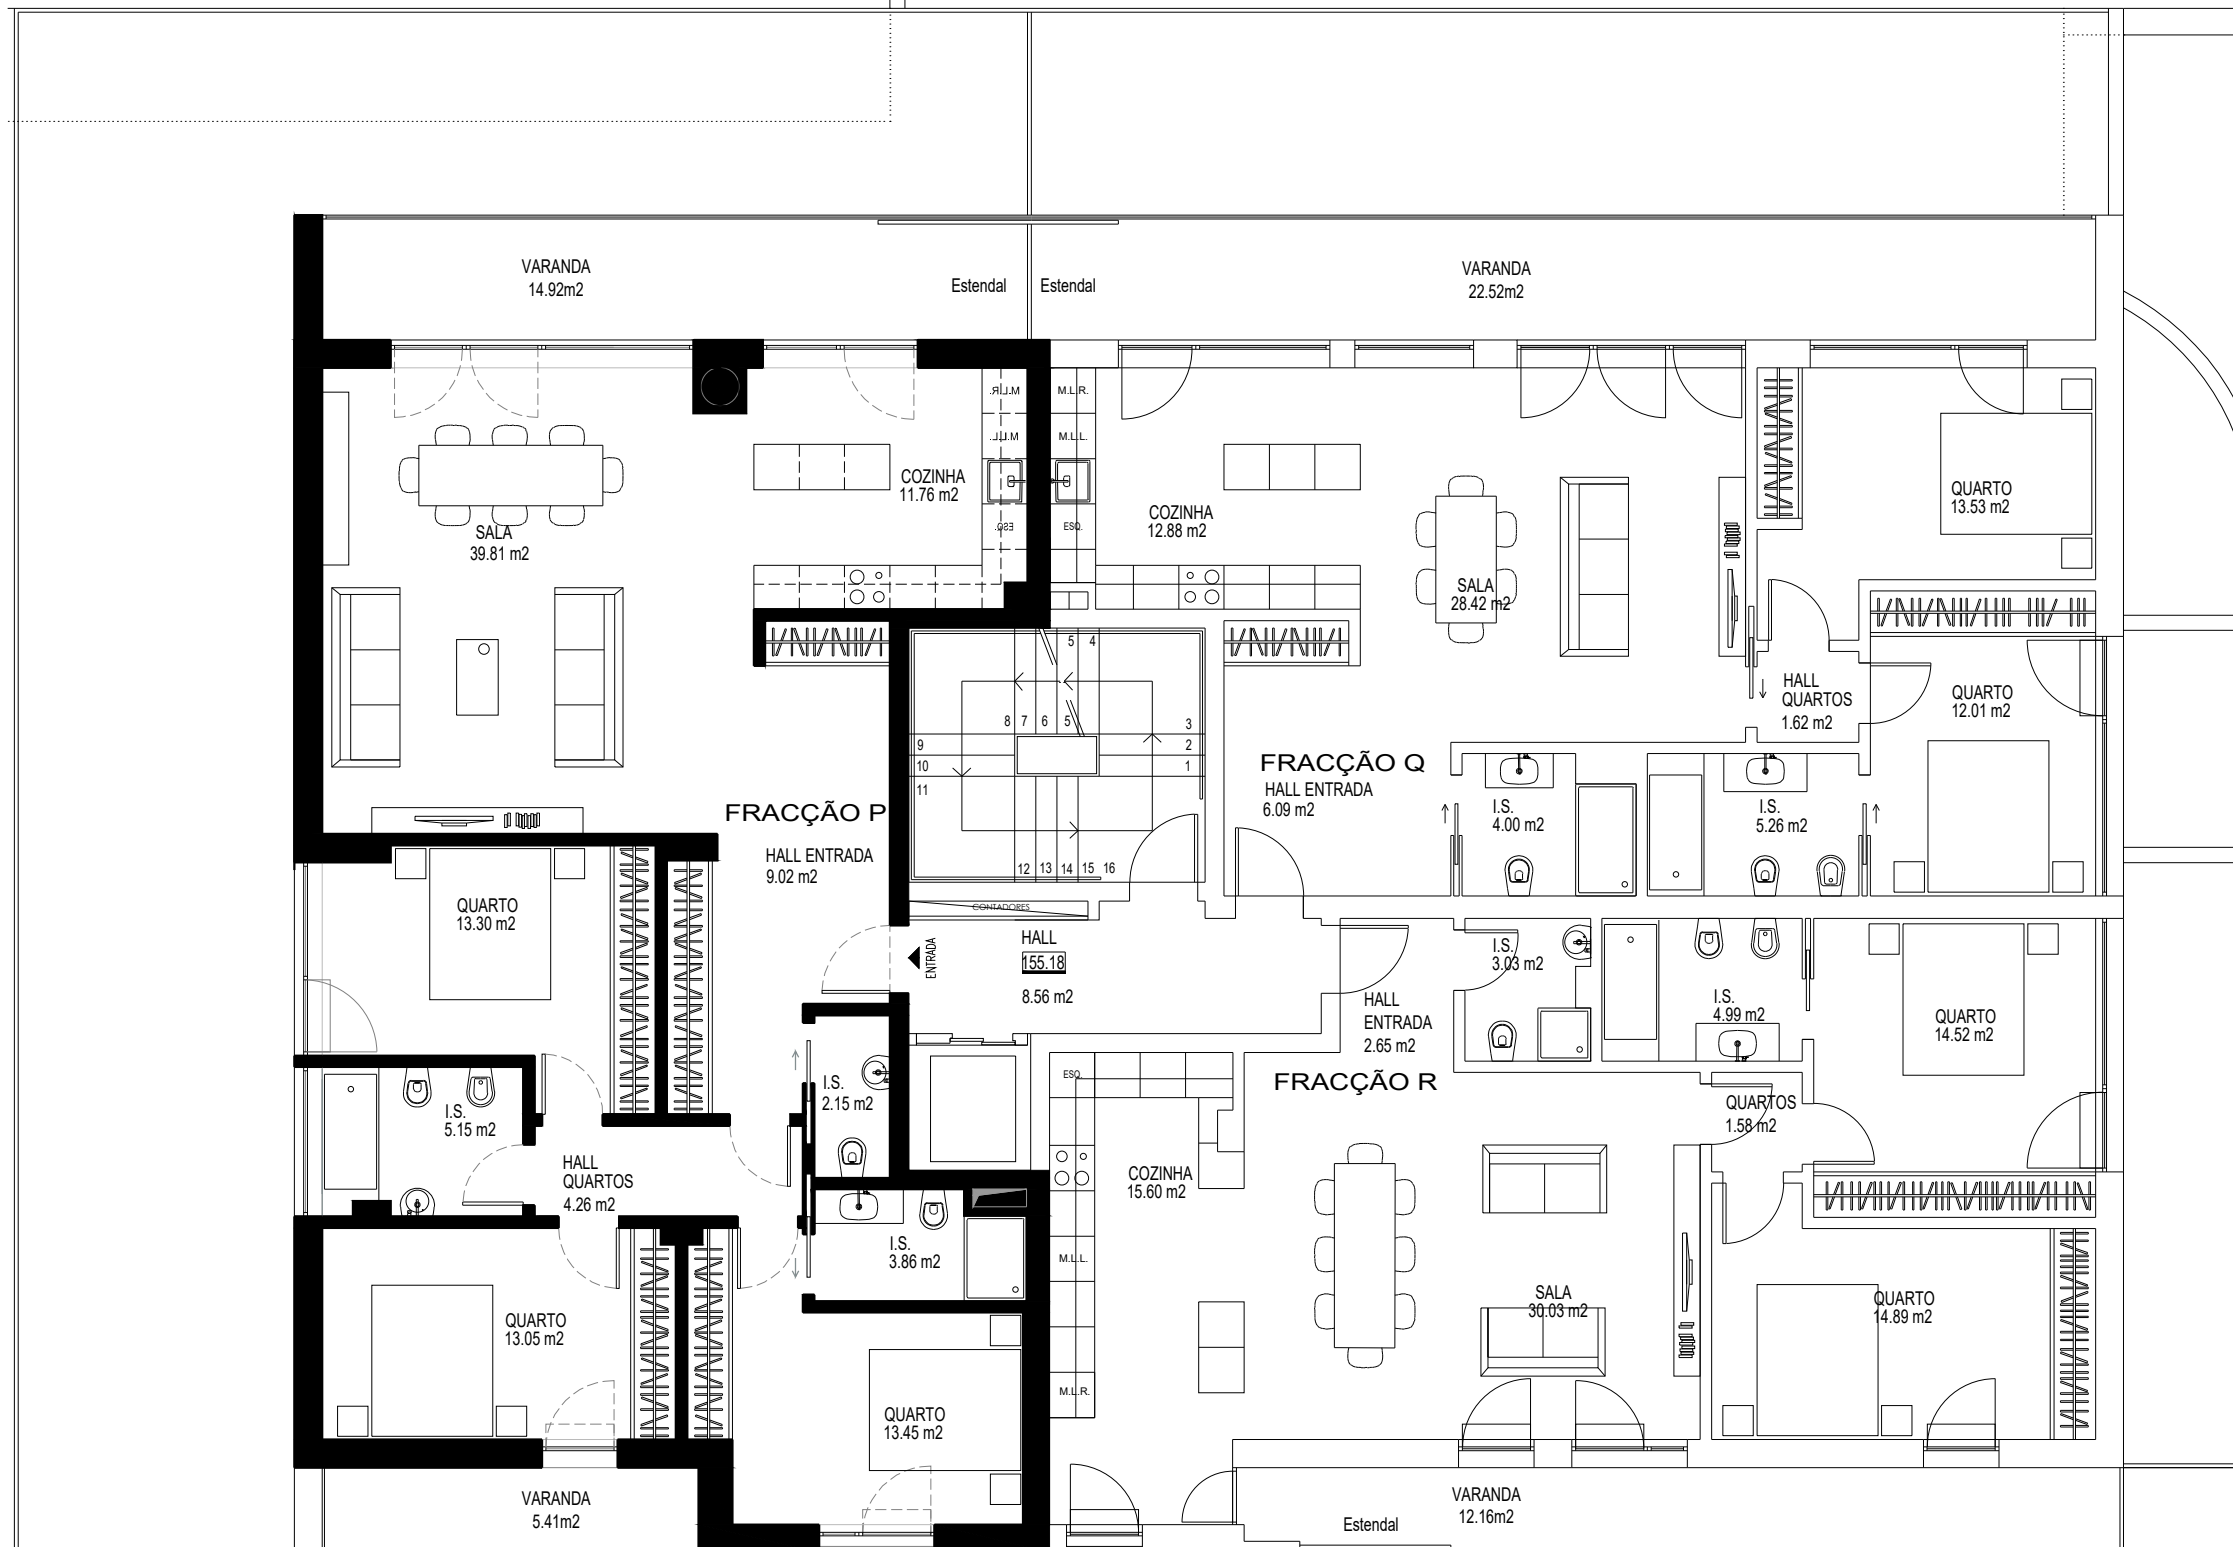 VARANDA
14.92m2
Estendal
Estendal
VARANDA
22.52m2
M.L.R.
M.L.L.
ESQ.
COZINHA
11.76 m2
SALA
39.81 m2
M.L.R.
M.L.L.
ESQ.
COZINHA
12.88 m2
SALA
28.42 m2
QUARTO
13.53 m2
HALL
QUARTOS
1.62 m2
QUARTO
12.01 m2
5
4
8
7
6
5
3
2
1
9
10
11
12
13
14
15
16
FRACÇÃO P
HALL ENTRADA
9.02 m2
FRACÇÃO Q
HALL ENTRADA
6.09 m2
I.S.
4.00 m2
I.S.
5.26 m2
QUARTO
13.30 m2
CONTADORES
ENTRADA
HALL
155.18
8.56 m2
I.S.
3.03 m2
HALL
ENTRADA
2.65 m2
I.S.
4.99 m2
QUARTO
14.52 m2
FRACÇÃO R
ESQ.
I.S.
2.15 m2
I.S.
5.15 m2
HALL
QUARTOS
4.26 m2
QUARTOS
1.58 m2
COZINHA
15.60 m2
M.L.L.
M.L.R.
I.S.
3.86 m2
SALA
30.03 m2
QUARTO
14.89 m2
QUARTO
13.05 m2
QUARTO
13.45 m2
VARANDA
5.41m2
VARANDA
12.16m2
Estendal